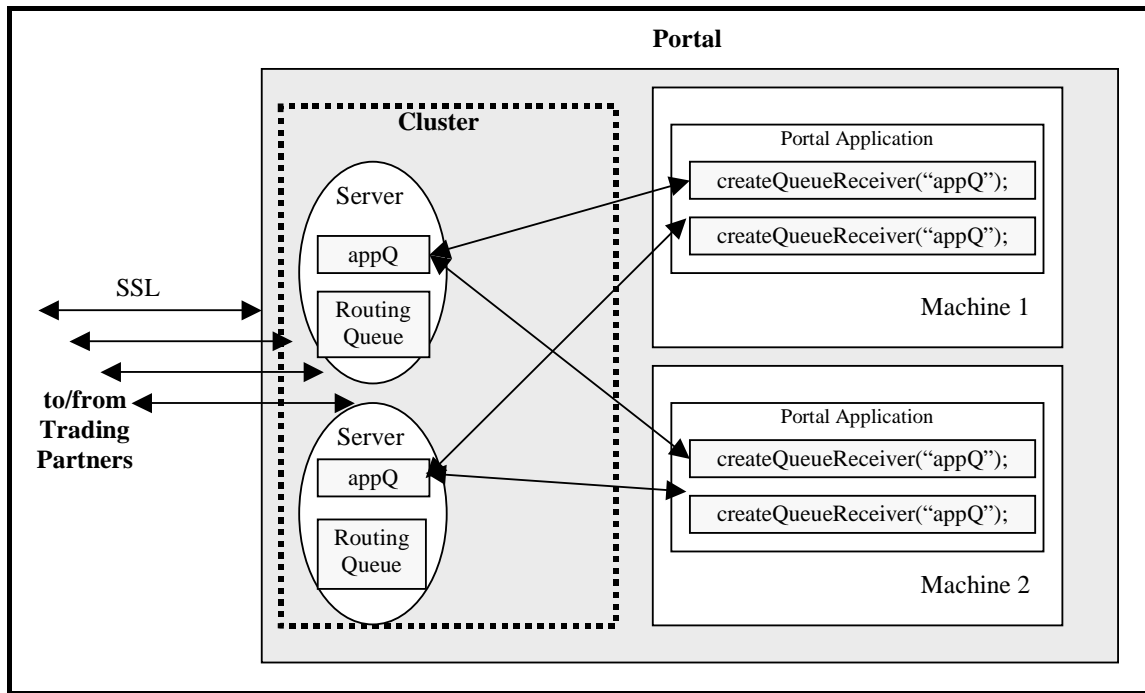 Portal
Cluster
Server
appQ
Routing
Queue
Server
appQ
Routing
Queue
SSL
to/from
Trading
Partners
Portal Application
createQueueReceiver(“appQ”);
createQueueReceiver(“appQ”);
Machine 1
Portal Application
createQueueReceiver(“appQ”);
createQueueReceiver(“appQ”);
Machine 2